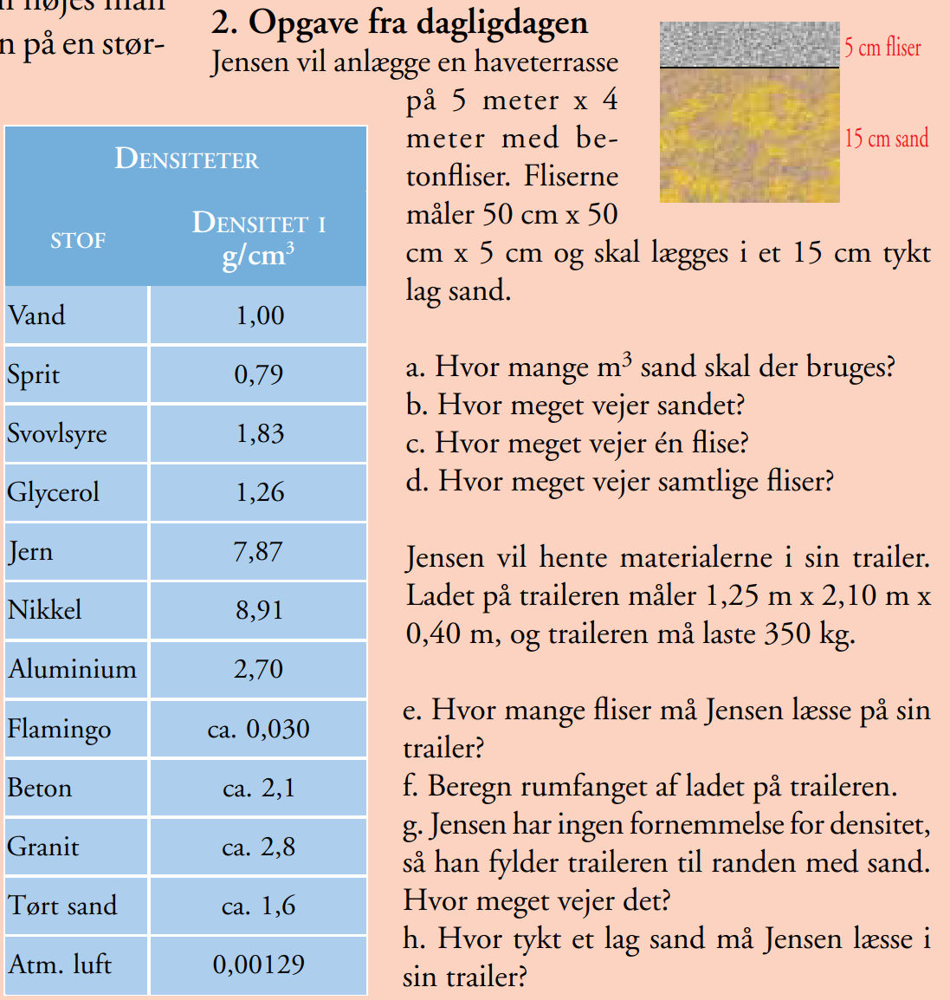 n højes man
n på en stør-
2. Opgave fra dagligdagen
Jensen vil anlægge en haveterrasse
på 5 meter x 4
meter med be-
tonfliser. Fliserne
måler 50 cm x 50
cm x 5 cm og skal lægges i et 15 cm tykt
lag sand.
5 cm fliser
15 cm sand
a. Hvor mange m³ sand skal der bruges?
b. Hvor meget vejer sandet?
c. Hvor meget vejer én flise?
d. Hvor meget vejer samtlige fliser?
Jensen vil hente materialerne i sin trailer.
Ladet på traileren måler 1,25 m x 2,10 m x
0,40 m, og traileren må laste 350 kg.
e. Hvor mange fliser må Jensen læsse på sin
trailer?
f. Beregn rumfanget af ladet på traileren.
g. Jensen har ingen fornemmelse for densitet,
så han fylder traileren til randen med sand.
Hvor meget vejer det?
h. Hvor tykt et lag sand må Jensen læsse i
sin trailer?
Densiteter
stof
Densitet i
g/cm³
Vand 1,00
Sprit 0,79
Svovlsyre 1,83
Glycerol 1,26
Jern 7,87
Nikkel 8,91
Aluminium 2,70
Flamingo ca. 0,030
Beton ca. 2,1
Granit ca. 2,8
Tørt sand ca. 1,6
Atm. luft 0,00129